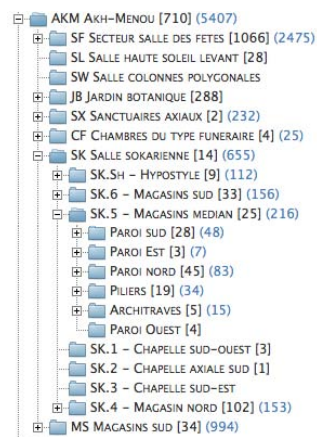 AKM Akh-Menou [710] (5407)
SF Secteur salle des fetes [1066] (2475)
SL Salle haute soleil levant [28]
SW Salle colonnes polygonales
JB Jardin botanique [288]
SX Sanctuaires axiaux [2] (232)
CF Chambres du type funeraire [4] (25)
SK Salle sokarienne [14] (655)
SK.Sh – Hypostyle [9] (112)
SK.6 – Magasins sud [33] (156)
SK.5 – Magasins median [25] (216)
Paroi sud [28] (48)
Paroi Est [3] (7)
Paroi nord [45] (83)
Piliers [19] (34)
Architraves [5] (15)
Paroi Ouest [4]
SK.1 – Chapelle sud-ouest [3]
SK.2 – Chapelle axiale sud [1]
SK.3 – Chapelle sud-est
SK.4 – Magasin nord [102] (153)
MS Magasins sud [34] (994)